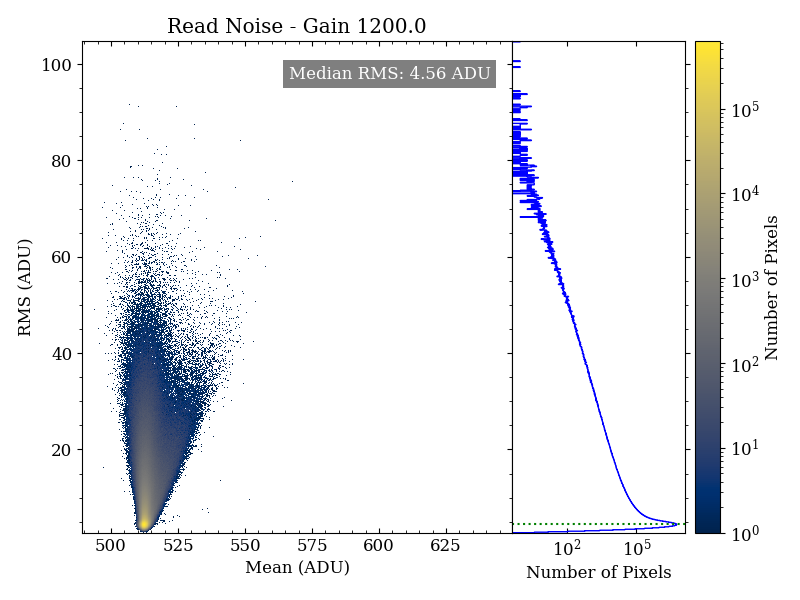 Read Noise - Gain 1200.0
Median RMS: 4.56 ADU
RMS (ADU)
100
80
60
40
20
500 525 550 575 600 625
Mean (ADU)
10^2 10^5
Number of Pixels
10^5
10^4
10^3
10^2
10^1
10^0
Number of Pixels